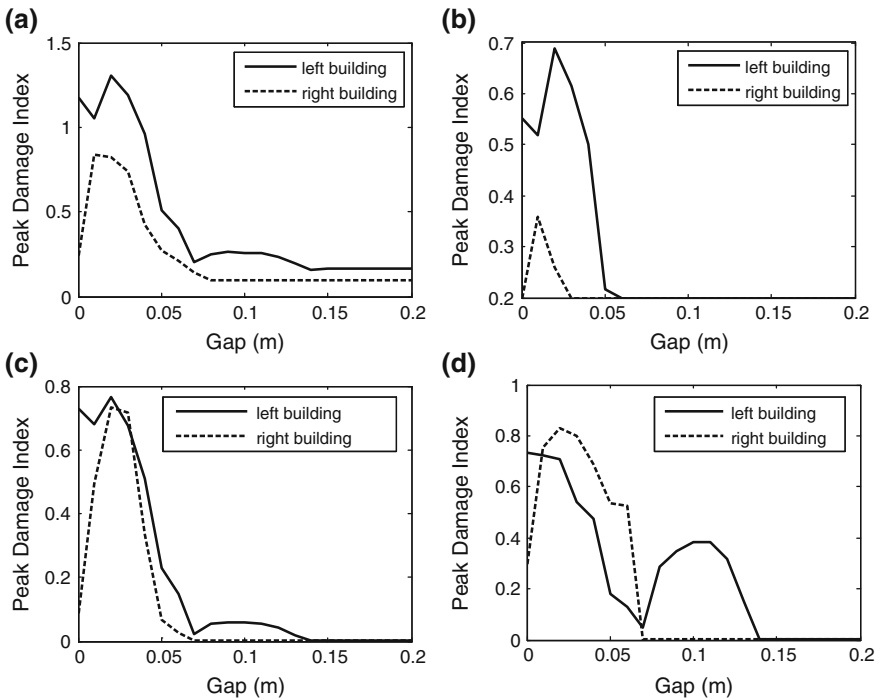 (a)
1.5
1
0.5
0
Peak Damage Index
left building
right building
0 0.05 0.1 0.15 0.2
Gap (m)
(b)
0.7
0.6
0.5
0.4
0.3
0.2
Peak Damage Index
left building
right building
0 0.05 0.1 0.15 0.2
Gap (m)
(c)
0.8
0.6
0.4
0.2
0
Peak Damage Index
left building
right building
0 0.05 0.1 0.15 0.2
Gap (m)
(d)
1
0.8
0.6
0.4
0.2
0
Peak Damage Index
left building
right building
0 0.05 0.1 0.15 0.2
Gap (m)